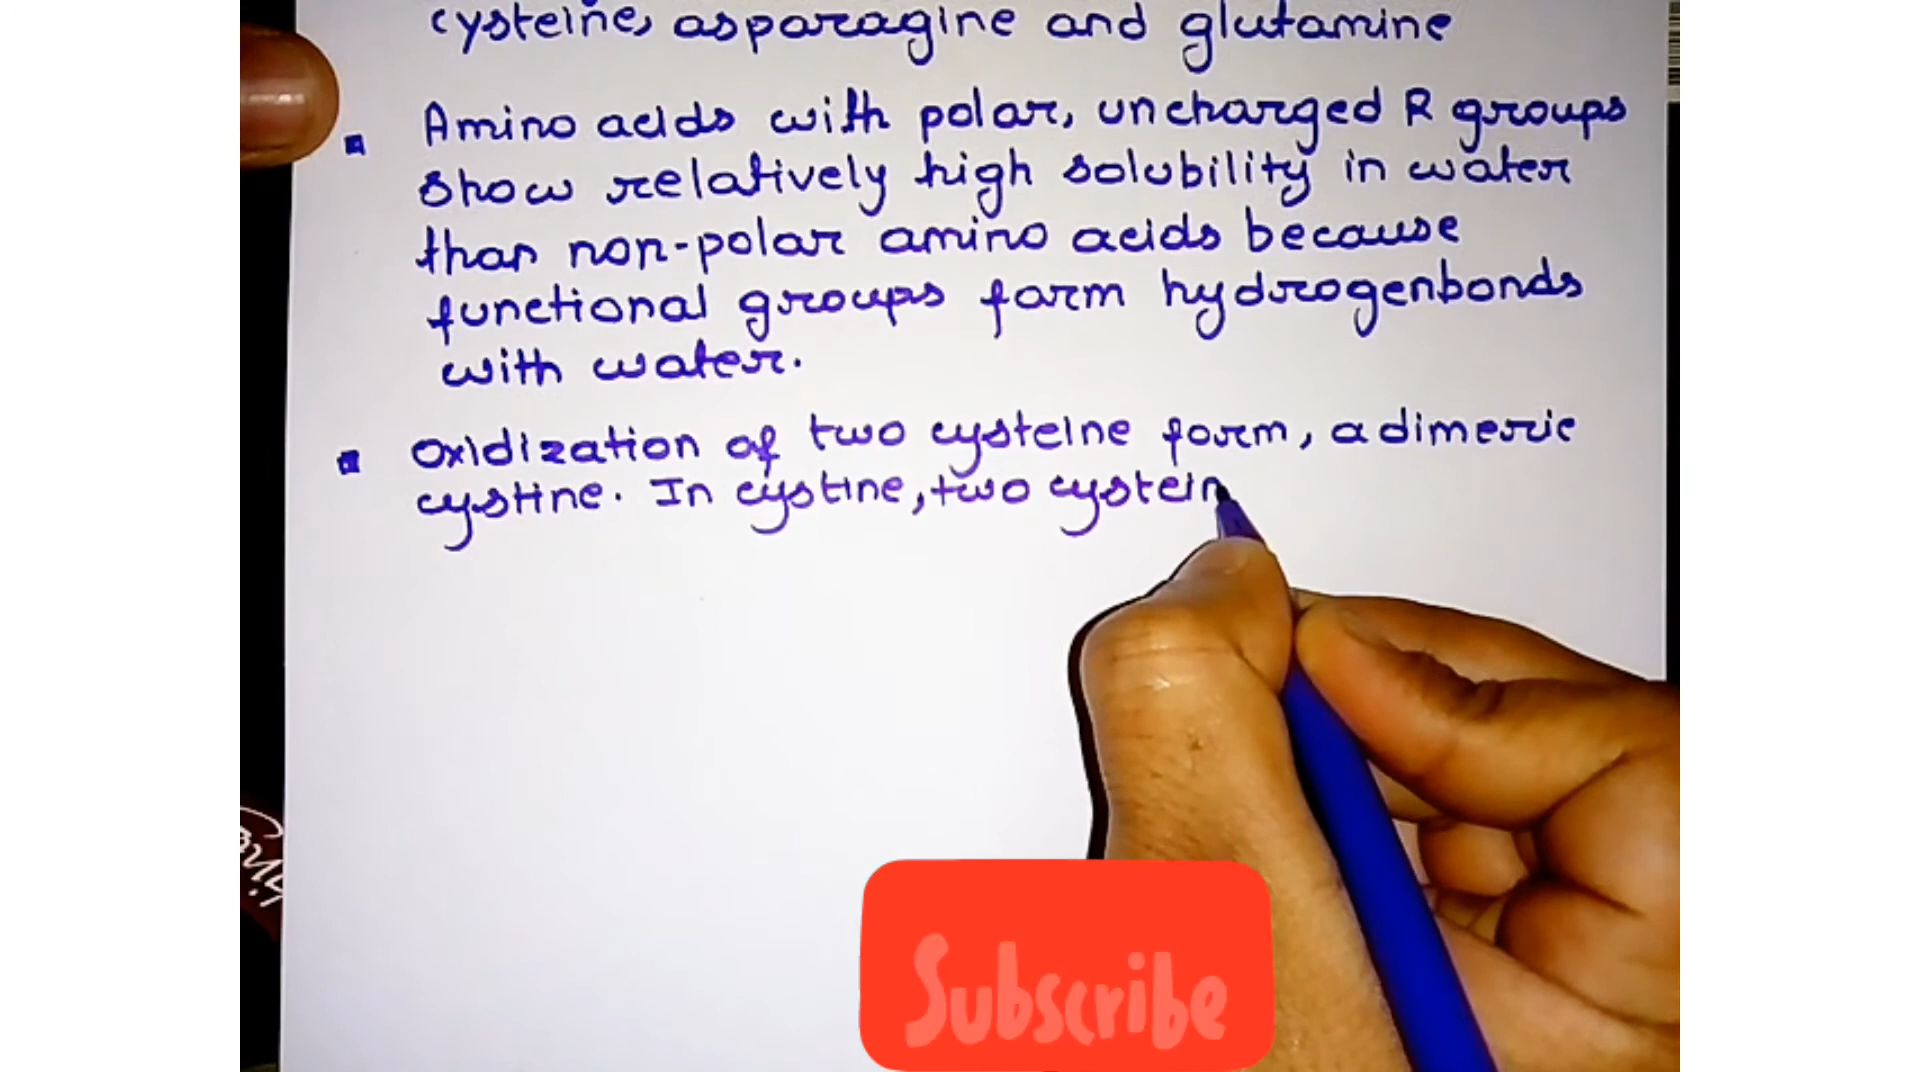 cysteine, asparagine and glutamine
Amino acids with polar, uncharged R groups
show relatively high solubility in water
than non-polar amino acids because
functional groups form hydrogenbonds
with water.
Oxidization of two cysteine form, a dimeric
cystine. In cystine, two cystein
Subscribe